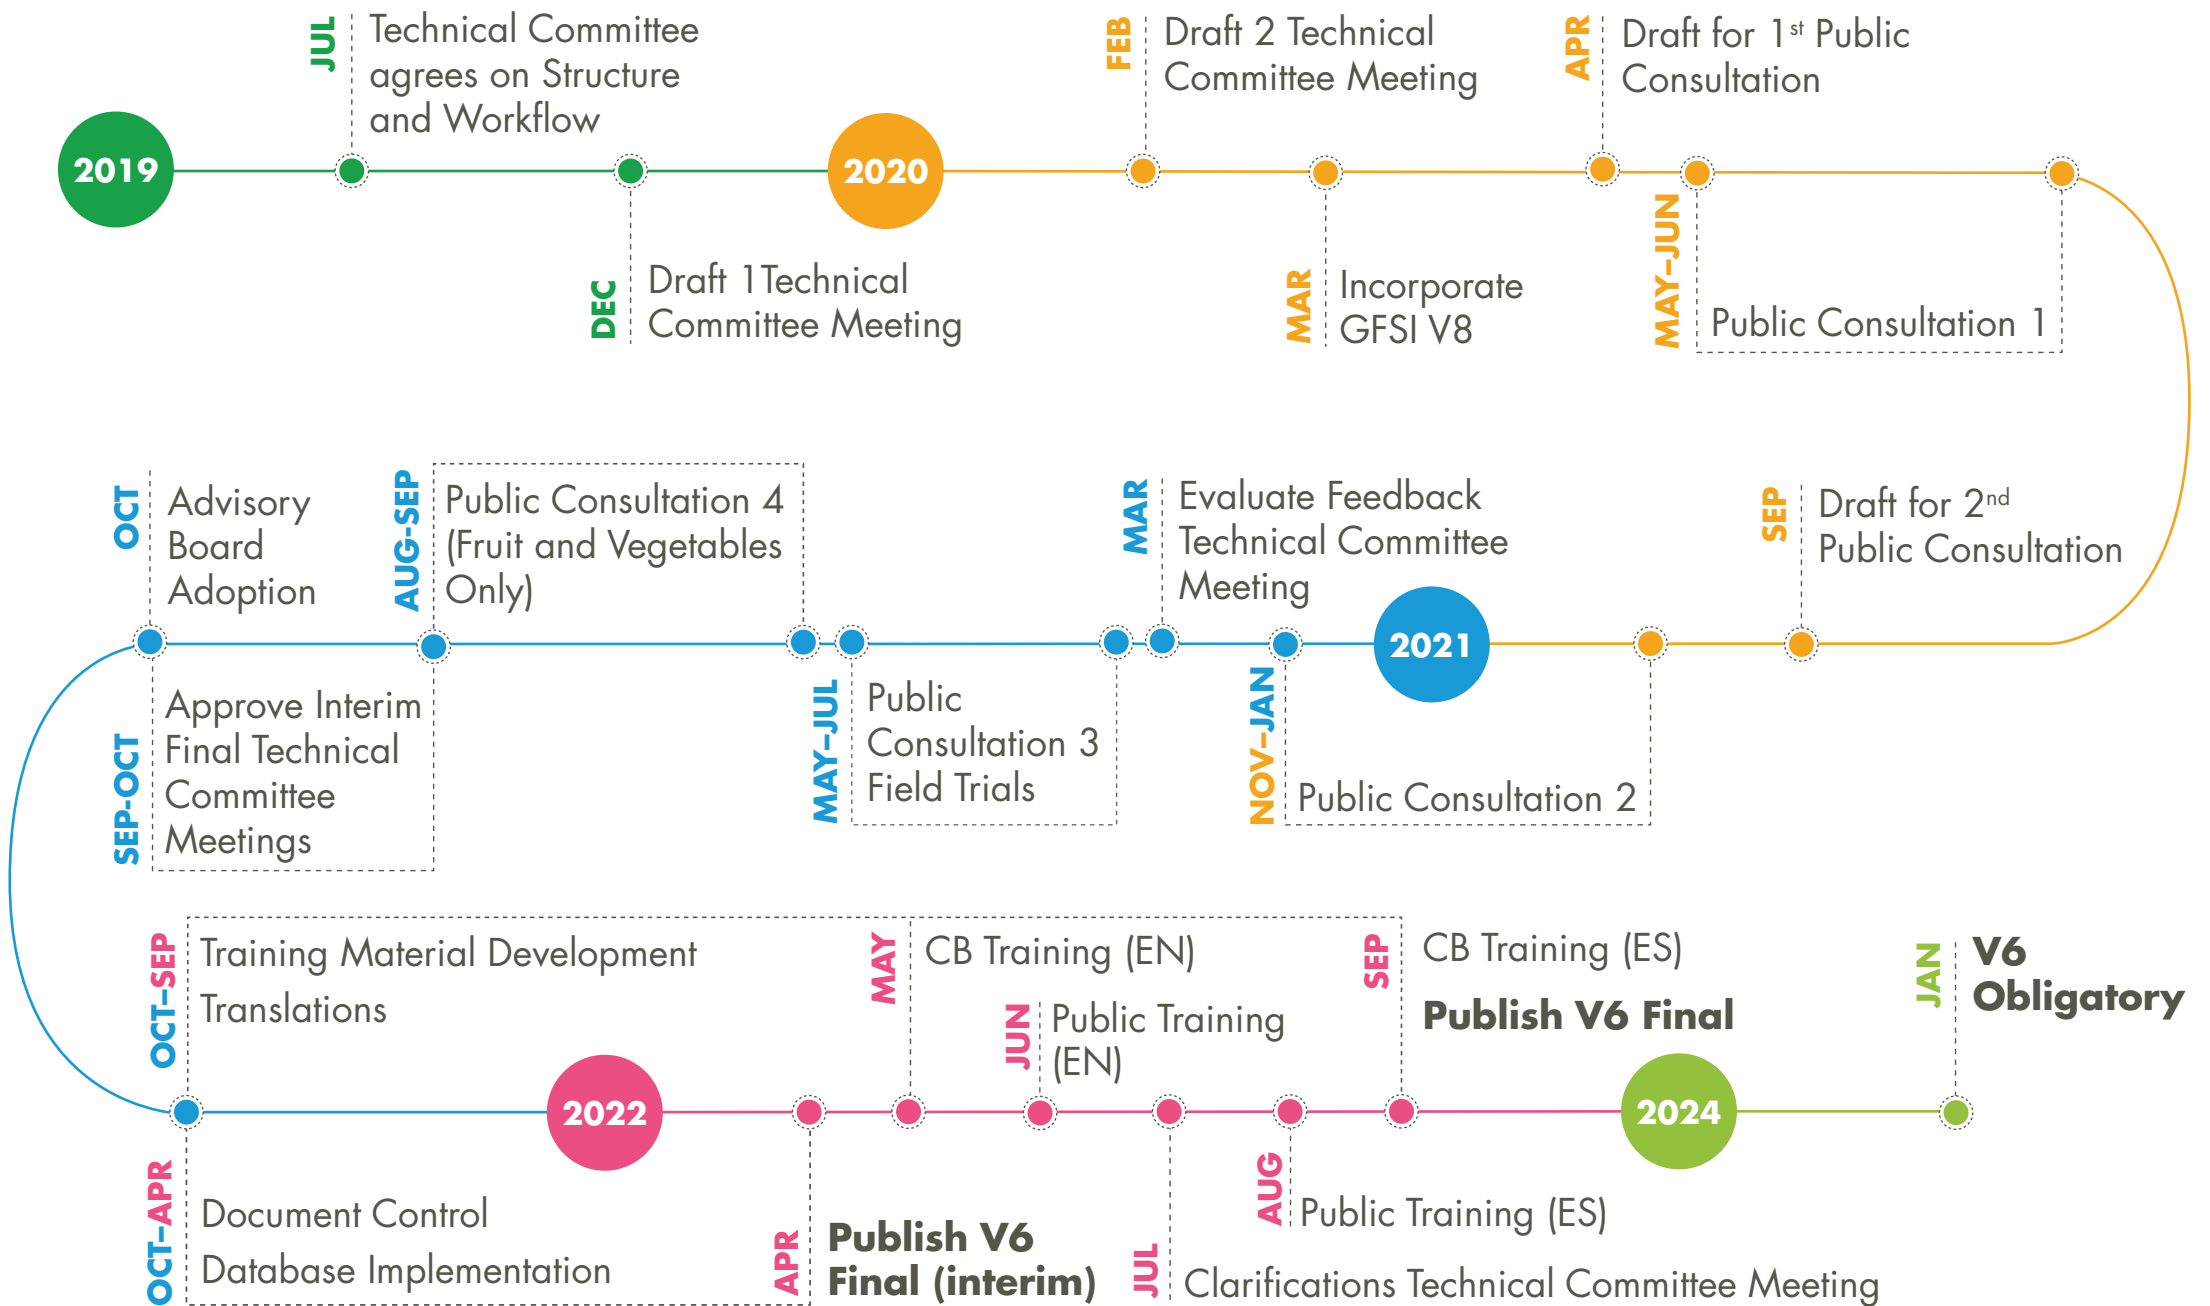 2019
JUL
Technical Committee
agrees on Structure
and Workflow
DEC
Draft 1Technical
Committee Meeting
2020
FEB
Draft 2 Technical
Committee Meeting
MAR
Incorporate
GFSI V8
APR
Draft for 1st Public
Consultation
MAY–JUN
Public Consultation 1
SEP
Draft for 2nd
Public Consultation
NOV–JAN
Public Consultation 2
2021
MAR
Evaluate Feedback
Technical Committee
Meeting
MAY–JUL
Public
Consultation 3
Field Trials
AUG-SEP
Public Consultation 4
(Fruit and Vegetables
Only)
SEP-OCT
Approve Interim
Final Technical
Committee
Meetings
OCT
Advisory
Board
Adoption
OCT–SEP
Training Material Development
Translations
OCT–APR
Document Control
Database Implementation
2022
APR
Publish V6
Final (interim)
MAY
CB Training (EN)
JUN
Public Training
(EN)
JUL
Clarifications Technical Committee Meeting
AUG
Public Training (ES)
SEP
CB Training (ES)
Publish V6 Final
2024
JAN
V6
Obligatory